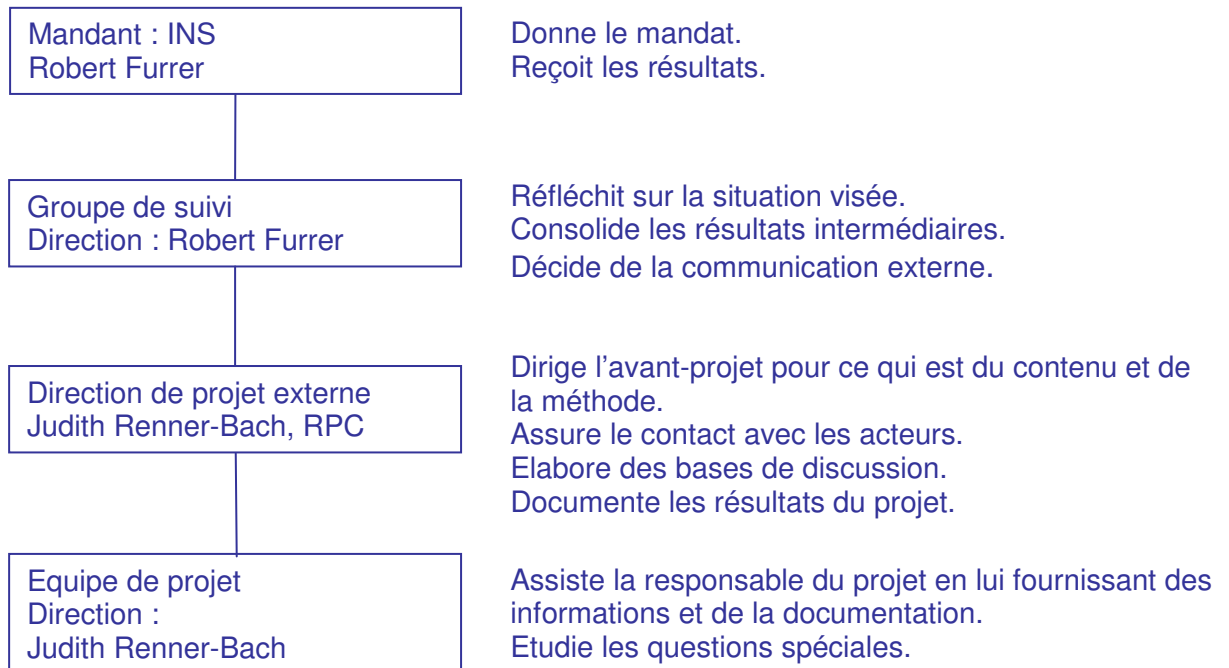 Mandant : INS
Robert Furrer
Donne le mandat.
Reçoit les résultats.
Groupe de suivi
Direction : Robert Furrer
Réfléchit sur la situation visée.
Consolide les résultats intermédiaires.
Décide de la communication externe.
Direction de projet externe
Judith Renner-Bach, RPC
Dirige l’avant-projet pour ce qui est du contenu et de
la méthode.
Assure le contact avec les acteurs.
Elabore des bases de discussion.
Documente les résultats du projet.
Equipe de projet
Direction :
Judith Renner-Bach
Assiste la responsable du projet en lui fournissant des
informations et de la documentation.
Etudie les questions spéciales.